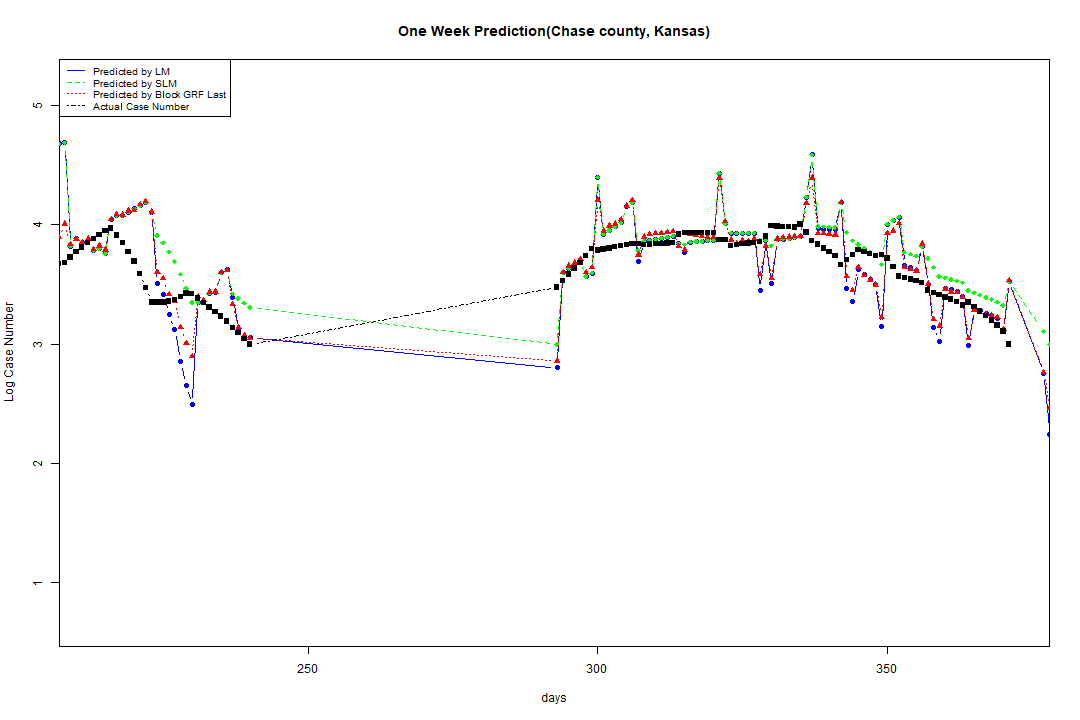 One Week Prediction(Chase county, Kansas)
Predicted by LM
Predicted by SLM
Predicted by Block GRF Last
Actual Case Number
5
4
3
2
1
Log Case Number
250
300
350
days